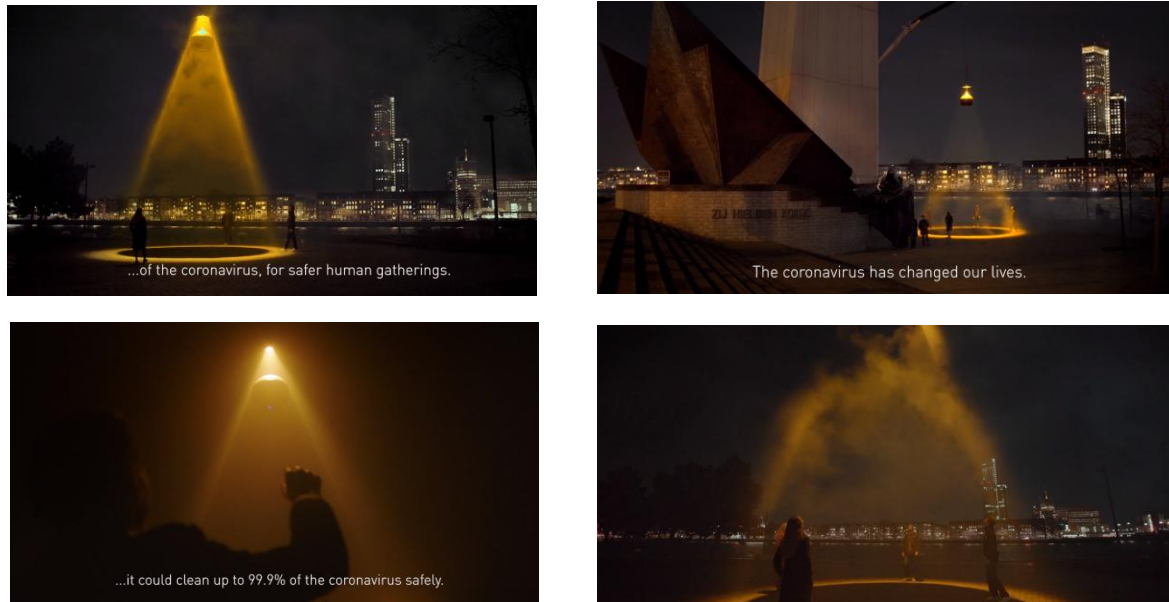 ...of the coronavirus, for safer human gatherings.
ZIJ HIELDEN KOERS
The coronavirus has changed our lives.
...it could clean up to 99.9% of the coronavirus safely.